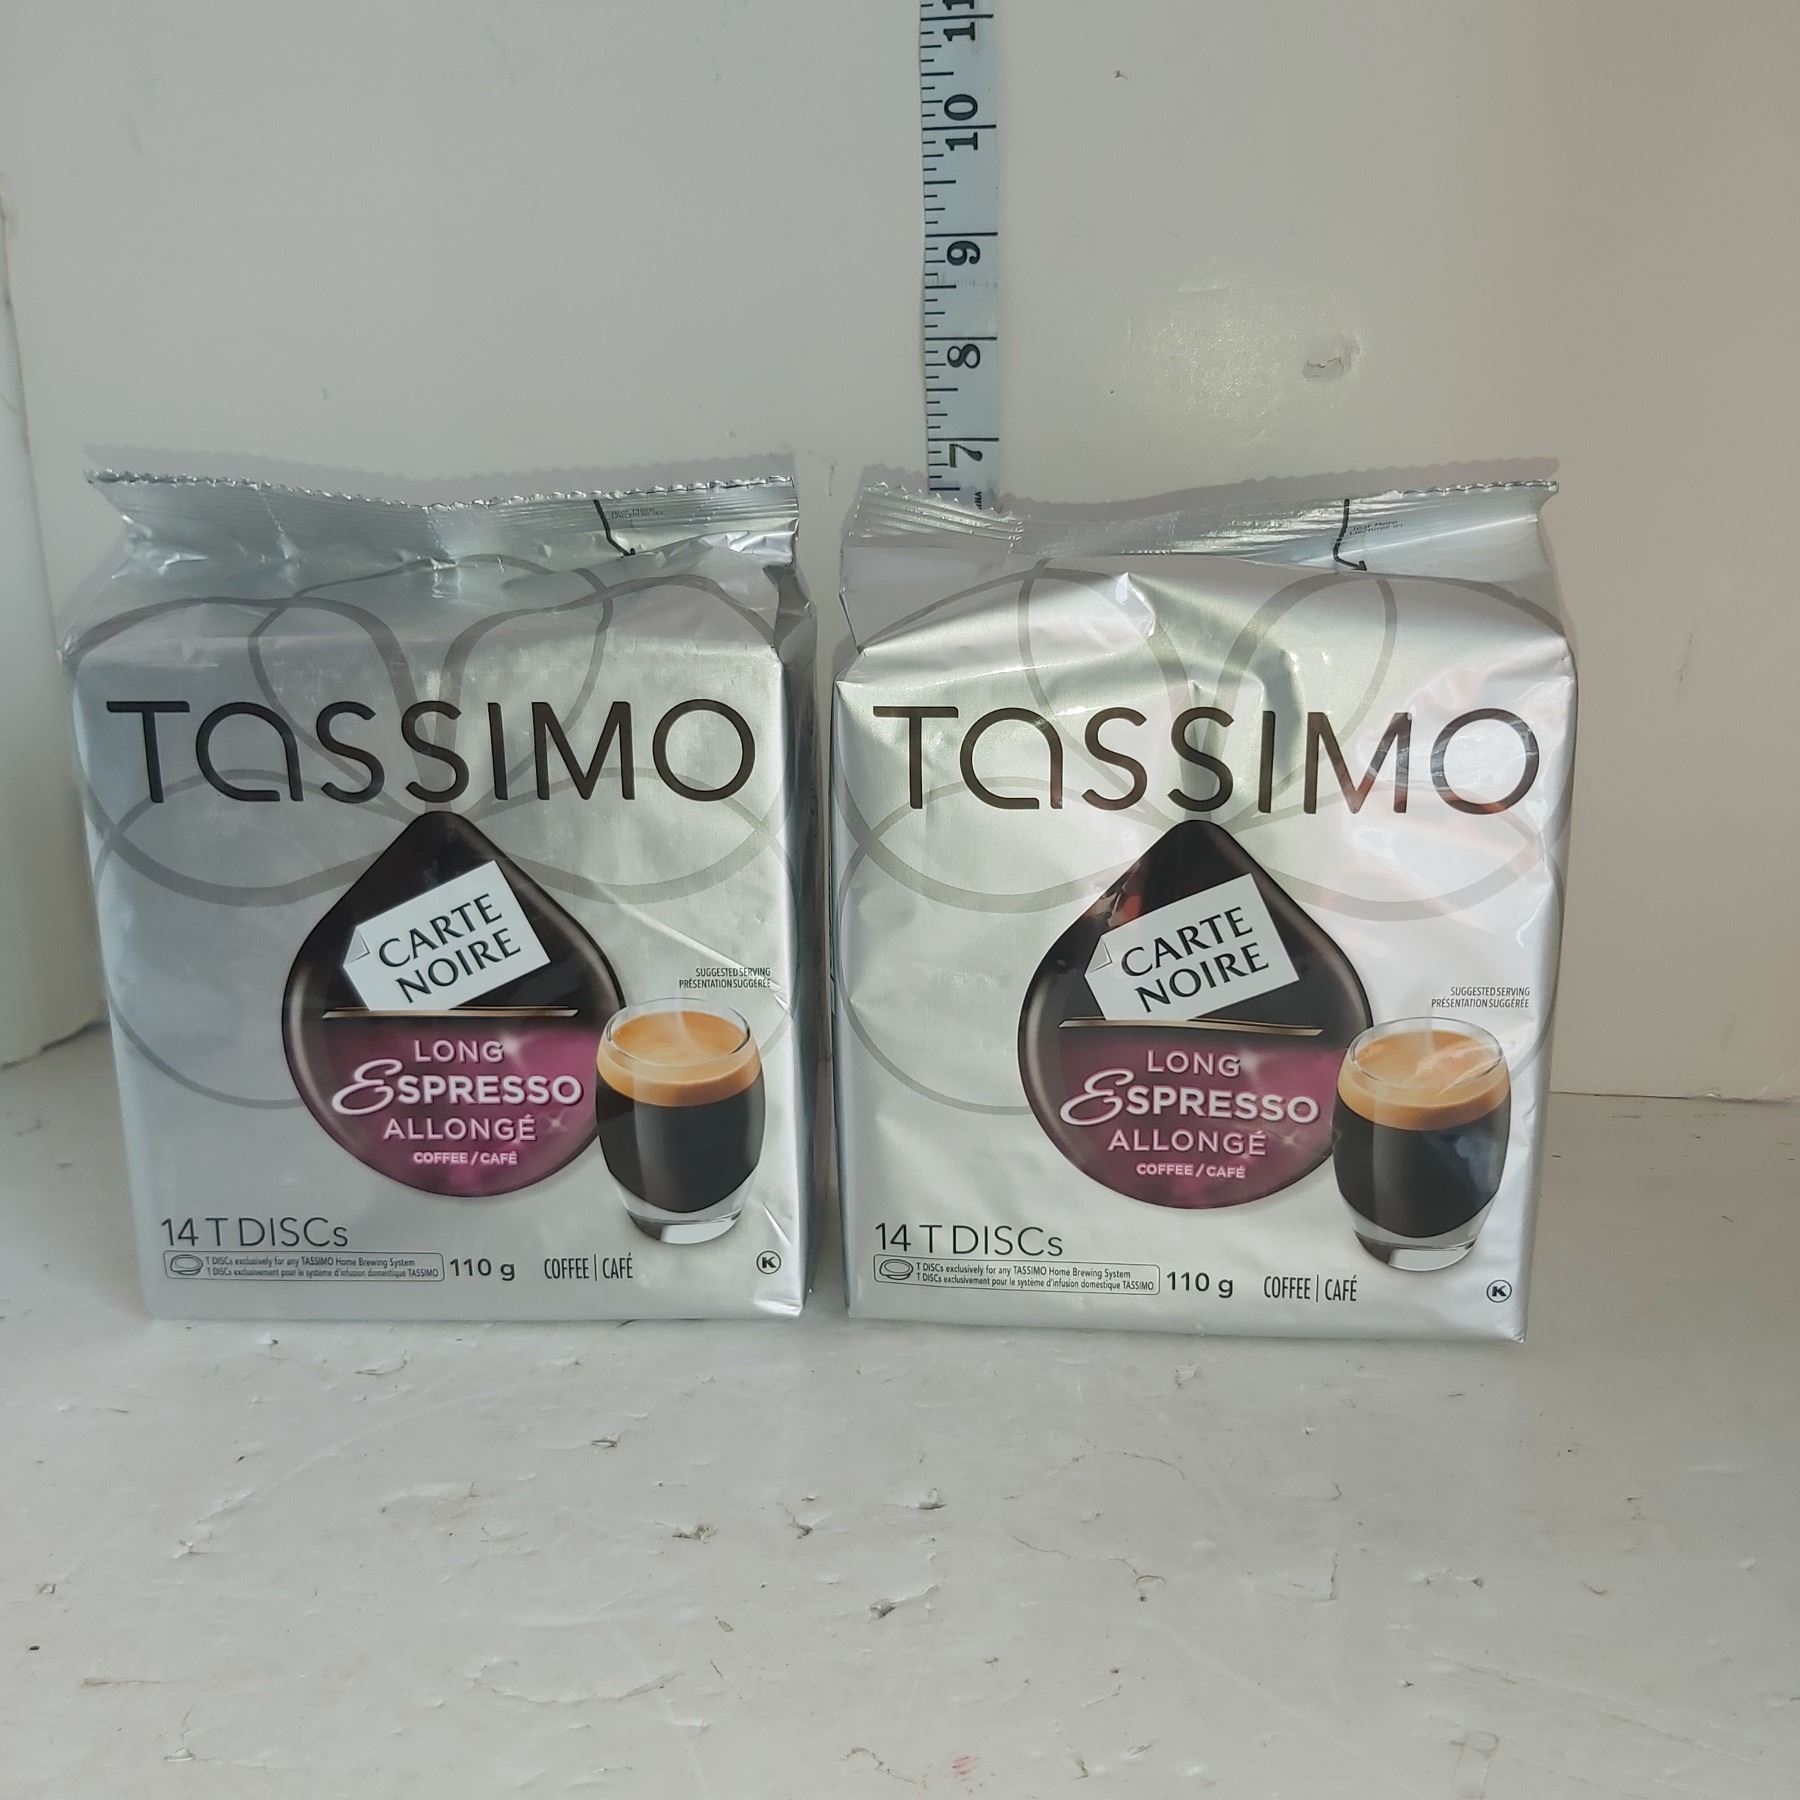 11
10
9
8
7
TASSIMO
CARTE
NOIRE
SUGGESTED SERVING
PRÉSENTATION SUGGÉRÉE
LONG
ESPRESSO
ALLONGÉ
COFFEE / CAFÉ
14 T DISCs
T DISCs exclusively for any TASSIMO Home Brewing System
T DISCs exclusivement pour le système d'infusion domestique TASSIMO
110 g COFFEE | CAFÉ
K
TASSIMO
CARTE
NOIRE
SUGGESTED SERVING
PRÉSENTATION SUGGÉRÉE
LONG
ESPRESSO
ALLONGÉ
COFFEE / CAFÉ
14 T DISCs
T DISCs exclusively for any TASSIMO Home Brewing System
T DISCs exclusivement pour le système d'infusion domestique TASSIMO
110 g COFFEE | CAFÉ
K